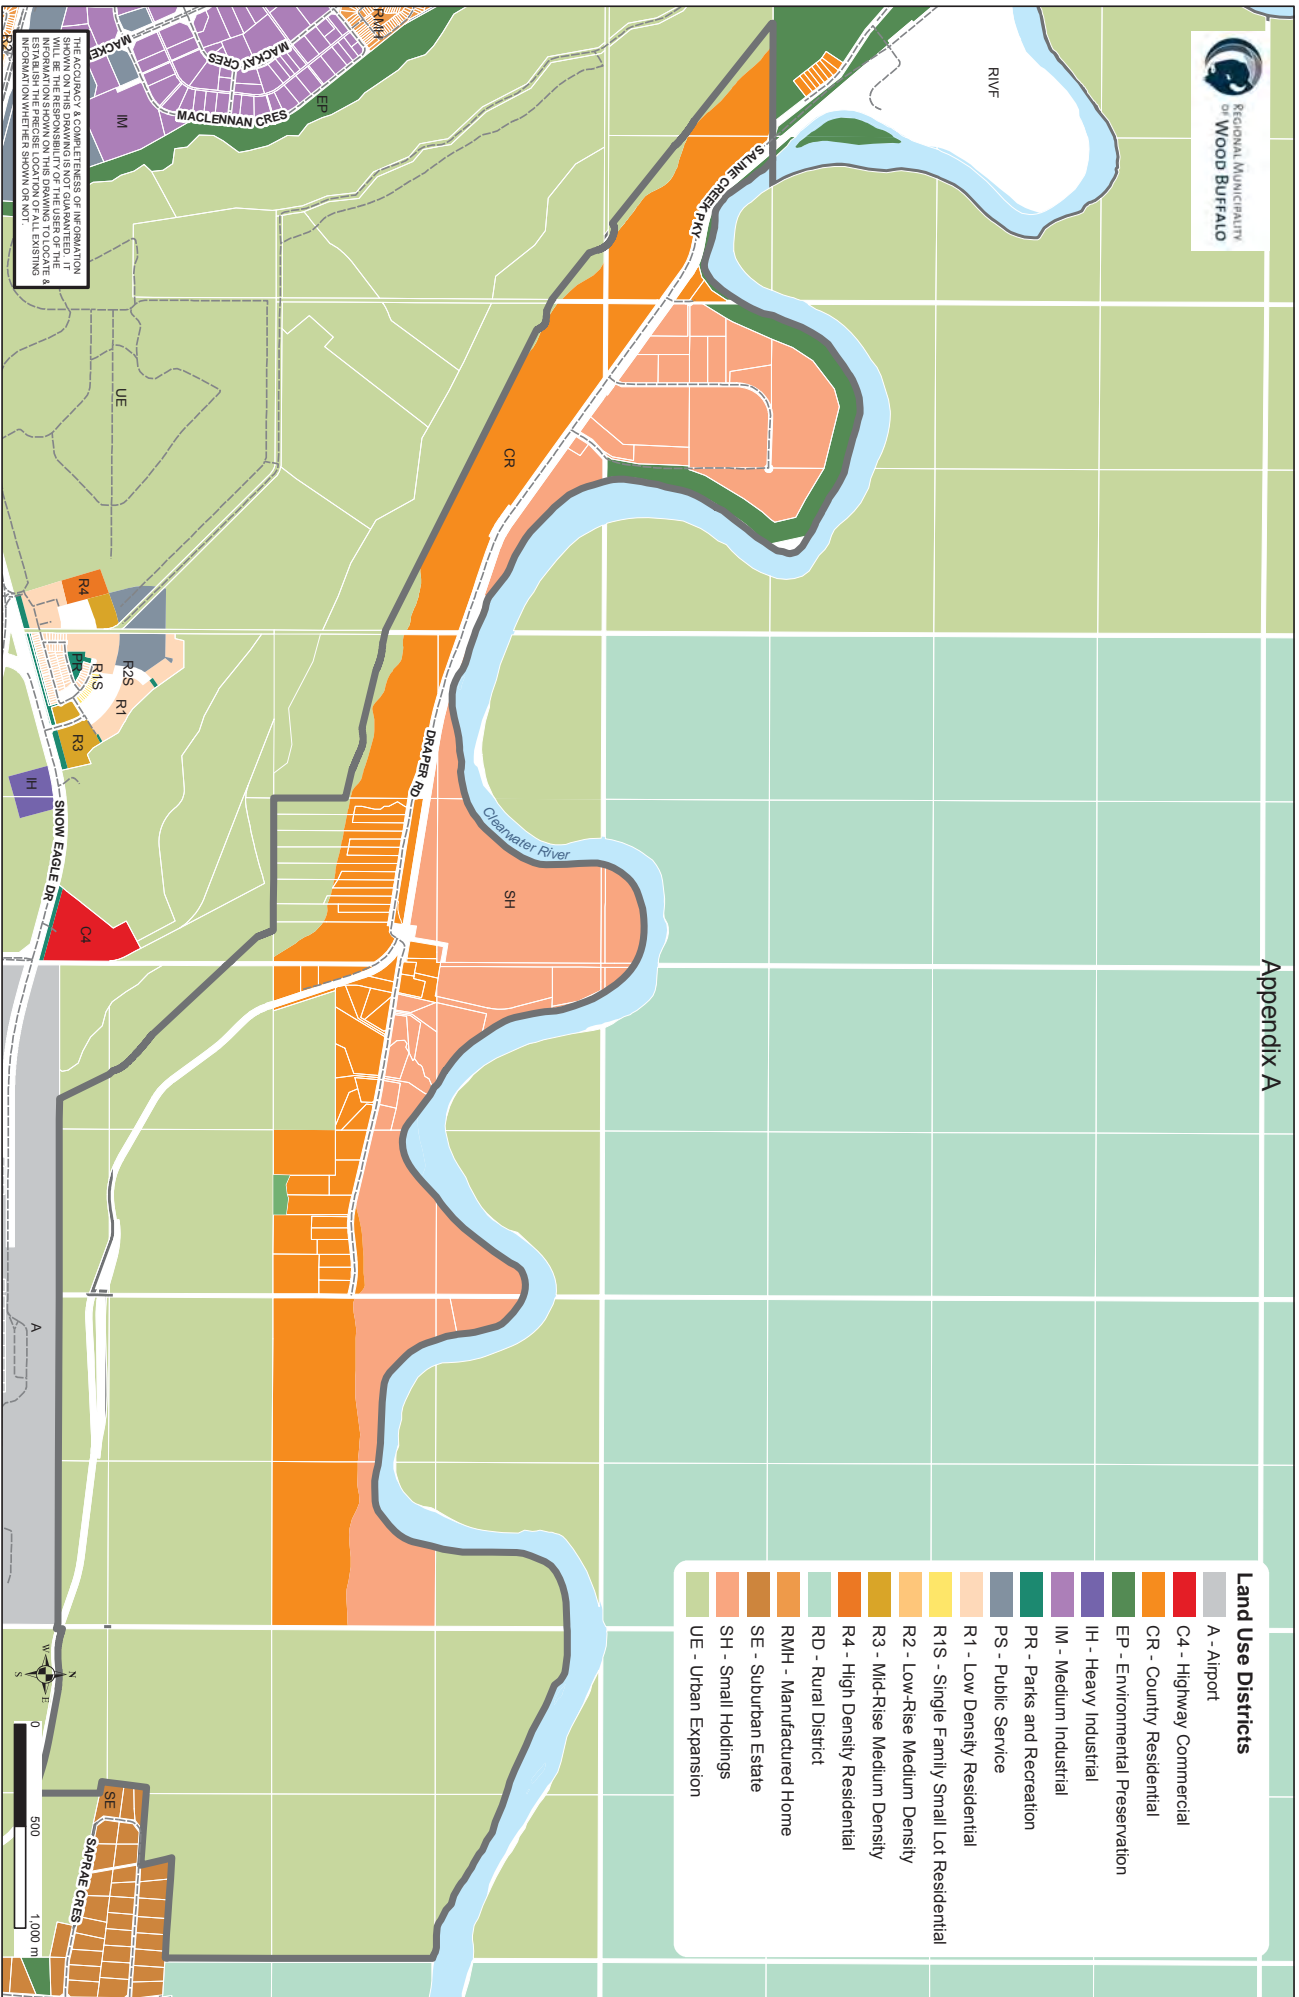 Appendix A
REGIONAL MUNICIPALITY
OF WOOD BUFFALO
Land Use Districts
A - Airport
C4 - Highway Commercial
CR - Country Residential
EP - Environmental Preservation
IH - Heavy Industrial
IM - Medium Industrial
PR - Parks and Recreation
PS - Public Service
R1 - Low Density Residential
R1S - Single Family Small Lot Residential
R2 - Low-Rise Medium Density
R3 - Mid-Rise Medium Density
R4 - High Density Residential
RD - Rural District
RMH - Manufactured Home
SE - Suburban Estate
SH - Small Holdings
UE - Urban Expansion
RIVF
SALINE CREEK PKY
RMH
EP
MACKAY CRES
MACLENNAN CRES
IM
R2
CR
UE
DRAPER RD
Clearwater River
SH
R4
PR
R1S
R2S
R1
R3
IH
SNOW EAGLE DR
C4
A
SE
SAPRAE CRES
N
W
E
S
0
500
1,000 m
THE ACCURACY & COMPLETENESS OF INFORMATION
SHOWN ON THIS DRAWING IS NOT GUARANTEED. IT
WILL BE THE RESPONSIBILITY OF THE USER OF THE
INFORMATION SHOWN ON THIS DRAWING TO LOCATE &
ESTABLISH THE PRECISE LOCATION OF ALL EXISTING
INFORMATION WHETHER SHOWN OR NOT.